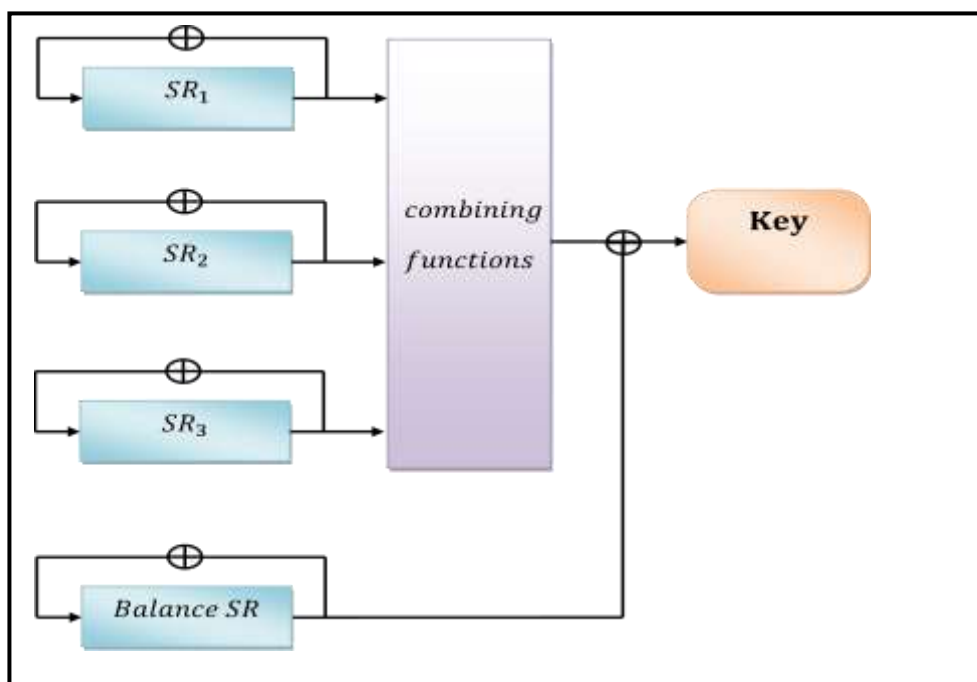 SR₁
SR₂
combining
functions
Key
SR₃
Balance SR